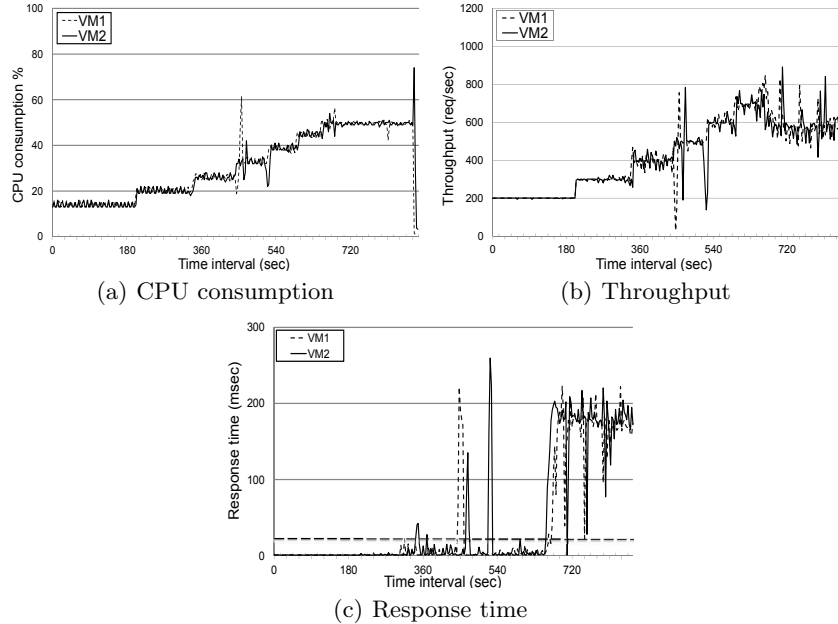 100
80
60
40
20
0
CPU consumption %
VM1
VM2
0
180
360
540
720
Time interval (sec)
(a) CPU consumption
1200
1000
800
600
400
200
0
Throughput (req/sec)
VM1
VM2
0
180
360
540
720
Time interval (sec)
(b) Throughput
300
200
100
0
Response time (msec)
VM1
VM2
0
180
360
540
720
Time interval (sec)
(c) Response time